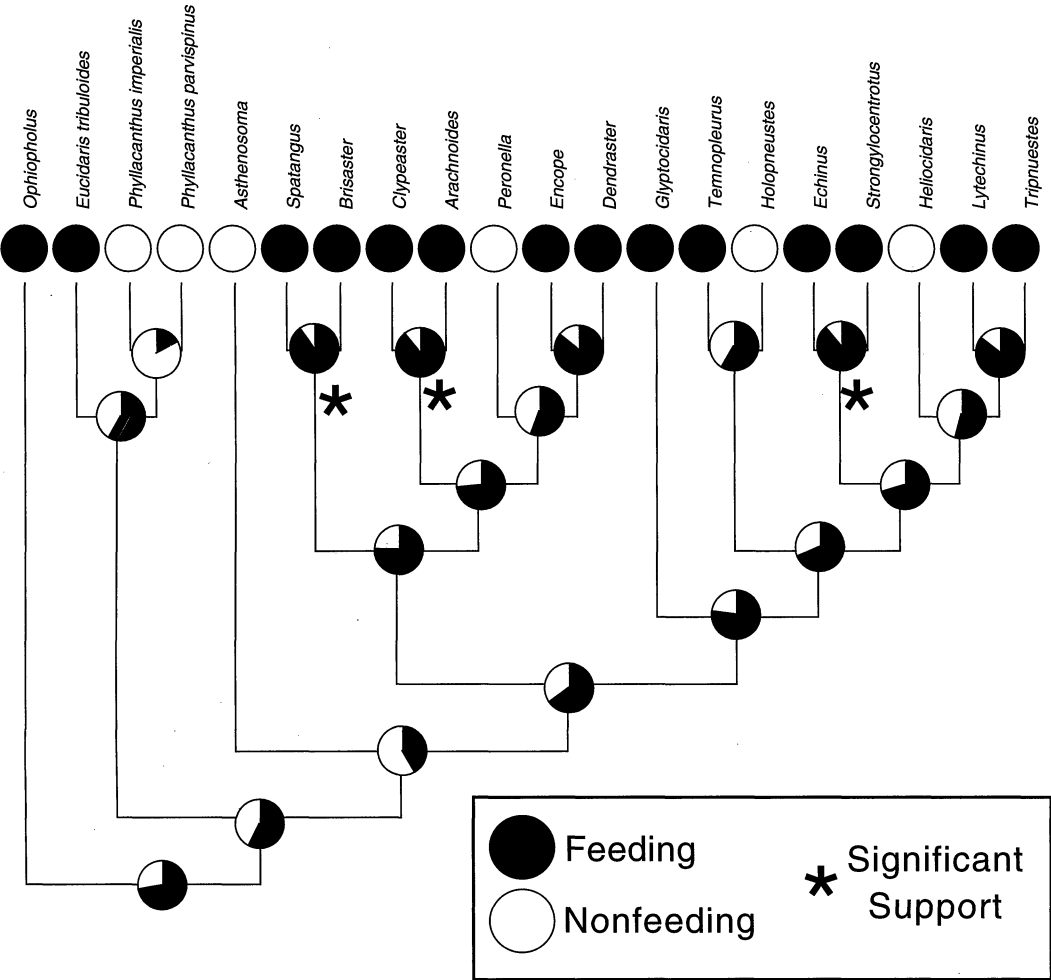 Ophiopholus
Eucidaris tribuloides
Phyllacanthus imperialis
Phyllacanthus parvispinus
Asthenosoma
Spatangus
Brisaster
Clypeaster
Arachnoides
Peronella
Encope
Dendraster
Glyptocidaris
Temnopleurus
Holopneustes
Echinus
Strongylocentrotus
Heliocidaris
Lytechinus
Tripnuestes
*
*
*
Feeding
Nonfeeding
* Significant
Support